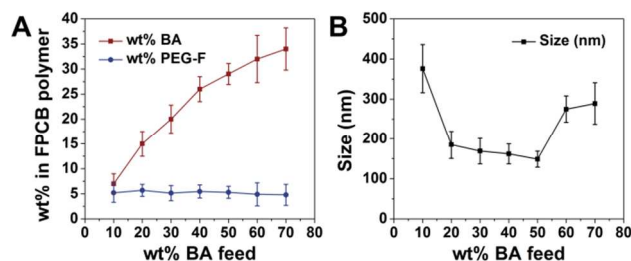 A
wt% BA
wt% PEG-F
wt% in FPCB polymer
40
35
30
25
20
15
10
5
0
0 10 20 30 40 50 60 70 80
wt% BA feed
B
Size (nm)
Size (nm)
500
400
300
200
100
0
0 10 20 30 40 50 60 70 80
wt% BA feed